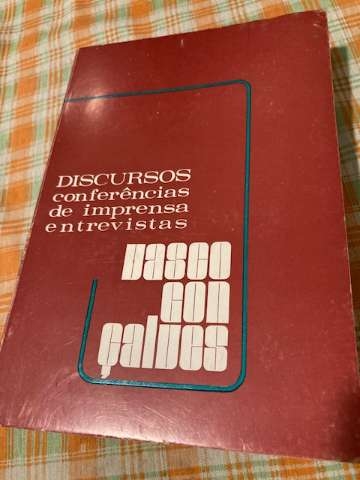 DISCURSOS
conferências
de imprensa
entrevistas
vasco
gon
çalves